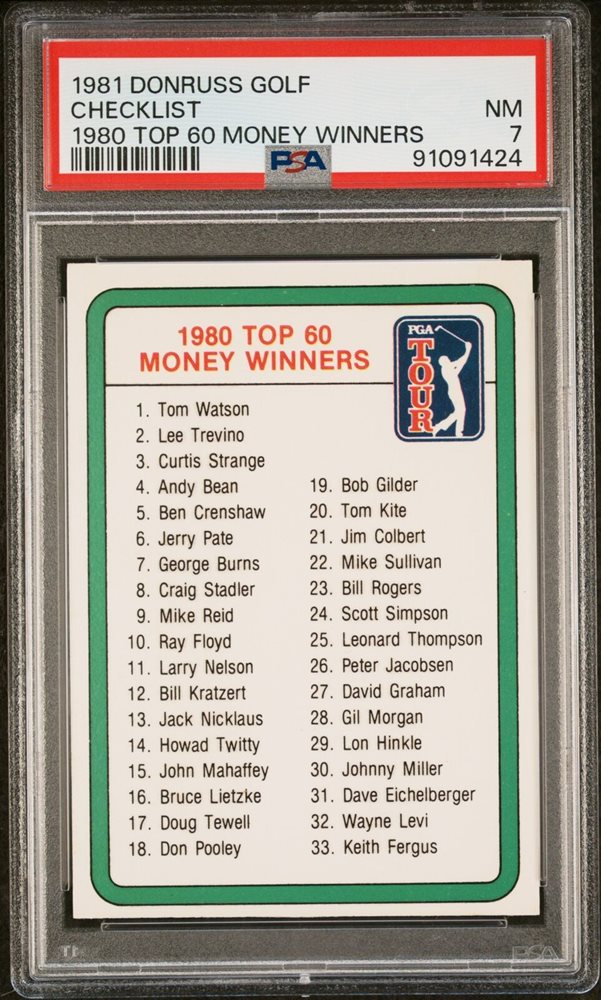 1981 DONRUSS GOLF
CHECKLIST NM
1980 TOP 60 MONEY WINNERS 7
PSA 91091424
1980 TOP 60
MONEY WINNERS
PGA
TOUR
1. Tom Watson
2. Lee Trevino
3. Curtis Strange
4. Andy Bean
5. Ben Crenshaw
6. Jerry Pate
7. George Burns
8. Craig Stadler
9. Mike Reid
10. Ray Floyd
11. Larry Nelson
12. Bill Kratzert
13. Jack Nicklaus
14. Howad Twitty
15. John Mahaffey
16. Bruce Lietzke
17. Doug Tewell
18. Don Pooley
19. Bob Gilder
20. Tom Kite
21. Jim Colbert
22. Mike Sullivan
23. Bill Rogers
24. Scott Simpson
25. Leonard Thompson
26. Peter Jacobsen
27. David Graham
28. Gil Morgan
29. Lon Hinkle
30. Johnny Miller
31. Dave Eichelberger
32. Wayne Levi
33. Keith Fergus
PSA